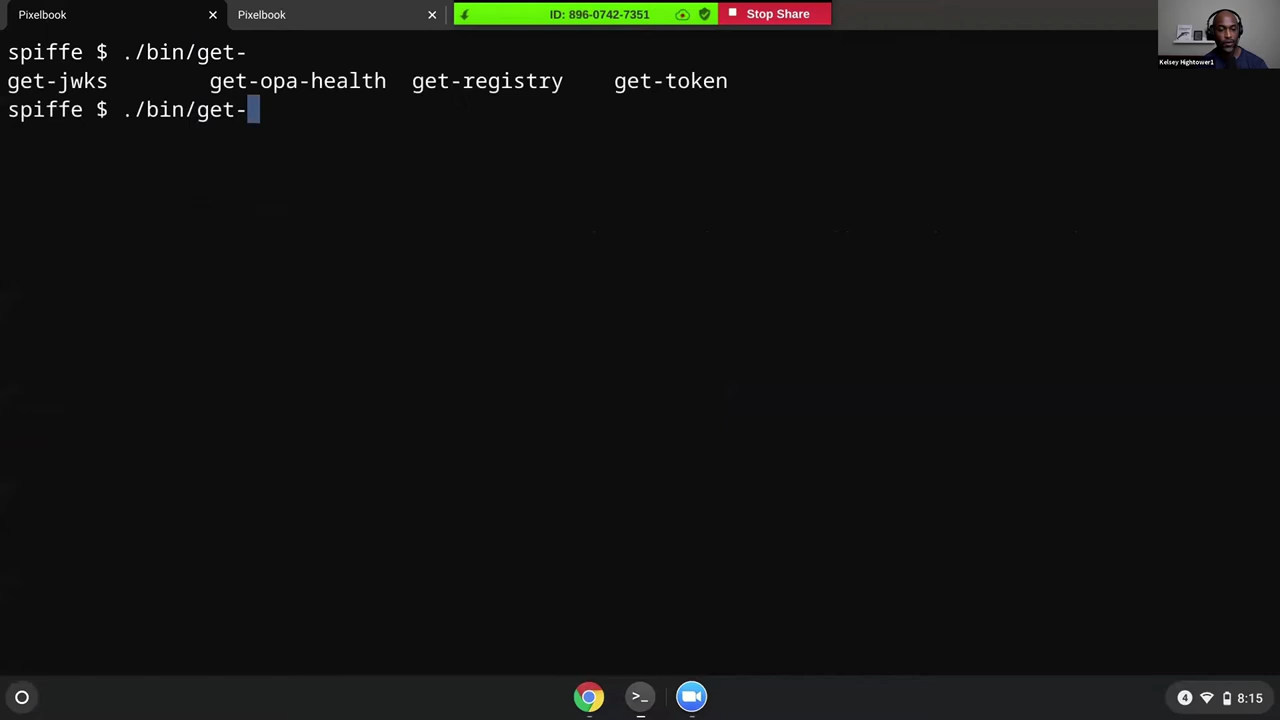 Pixelbook
Pixelbook
ID: 896-0742-7351
Stop Share
Kelsey Hightower1
spiffe $ ./bin/get-
get-jwks get-opa-health get-registry get-token
spiffe $ ./bin/get-
>_
4
8:15